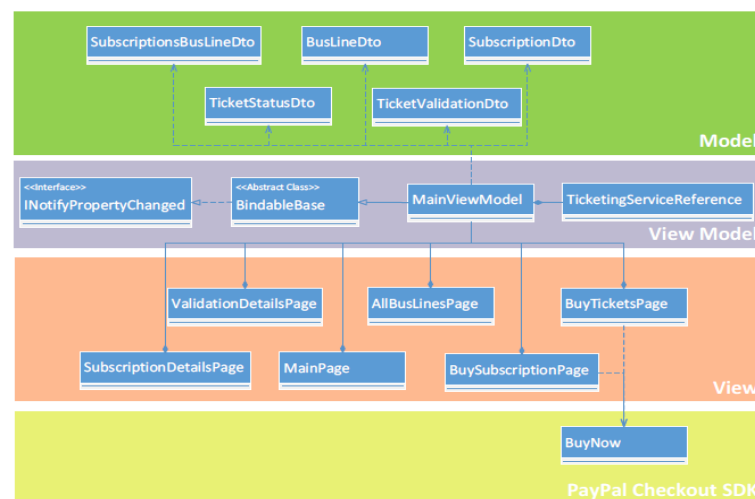 SubscriptionsBusLineDto
BusLineDto
SubscriptionDto
TicketStatusDto
TicketValidationDto
Model
<<Interface>>
INotifyPropertyChanged
<<Abstract Class>>
BindableBase
MainViewModel
TicketingServiceReference
View Model
ValidationDetailsPage
AllBusLinesPage
BuyTicketsPage
SubscriptionDetailsPage
MainPage
BuySubscriptionPage
View
BuyNow
PayPal Checkout SDK